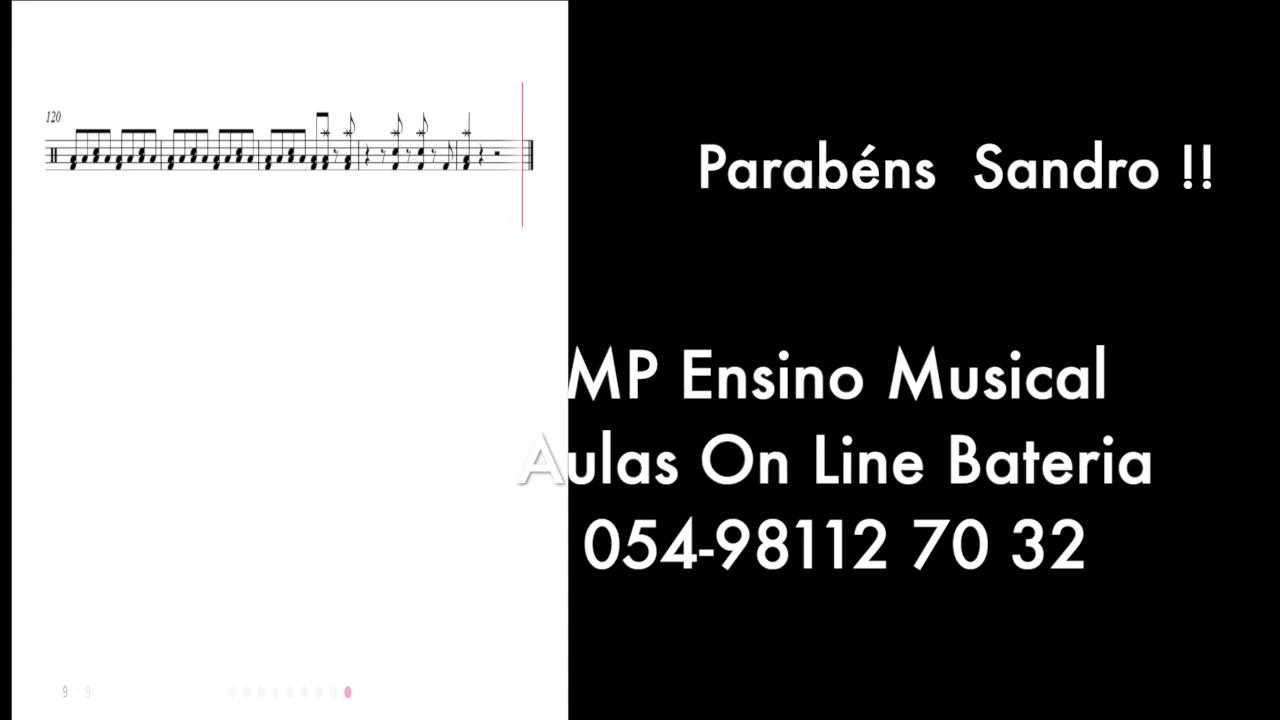 120
Parabéns Sandro !!
MP Ensino Musical
Aulas On Line Bateria
054-98112 70 32
9 - 9